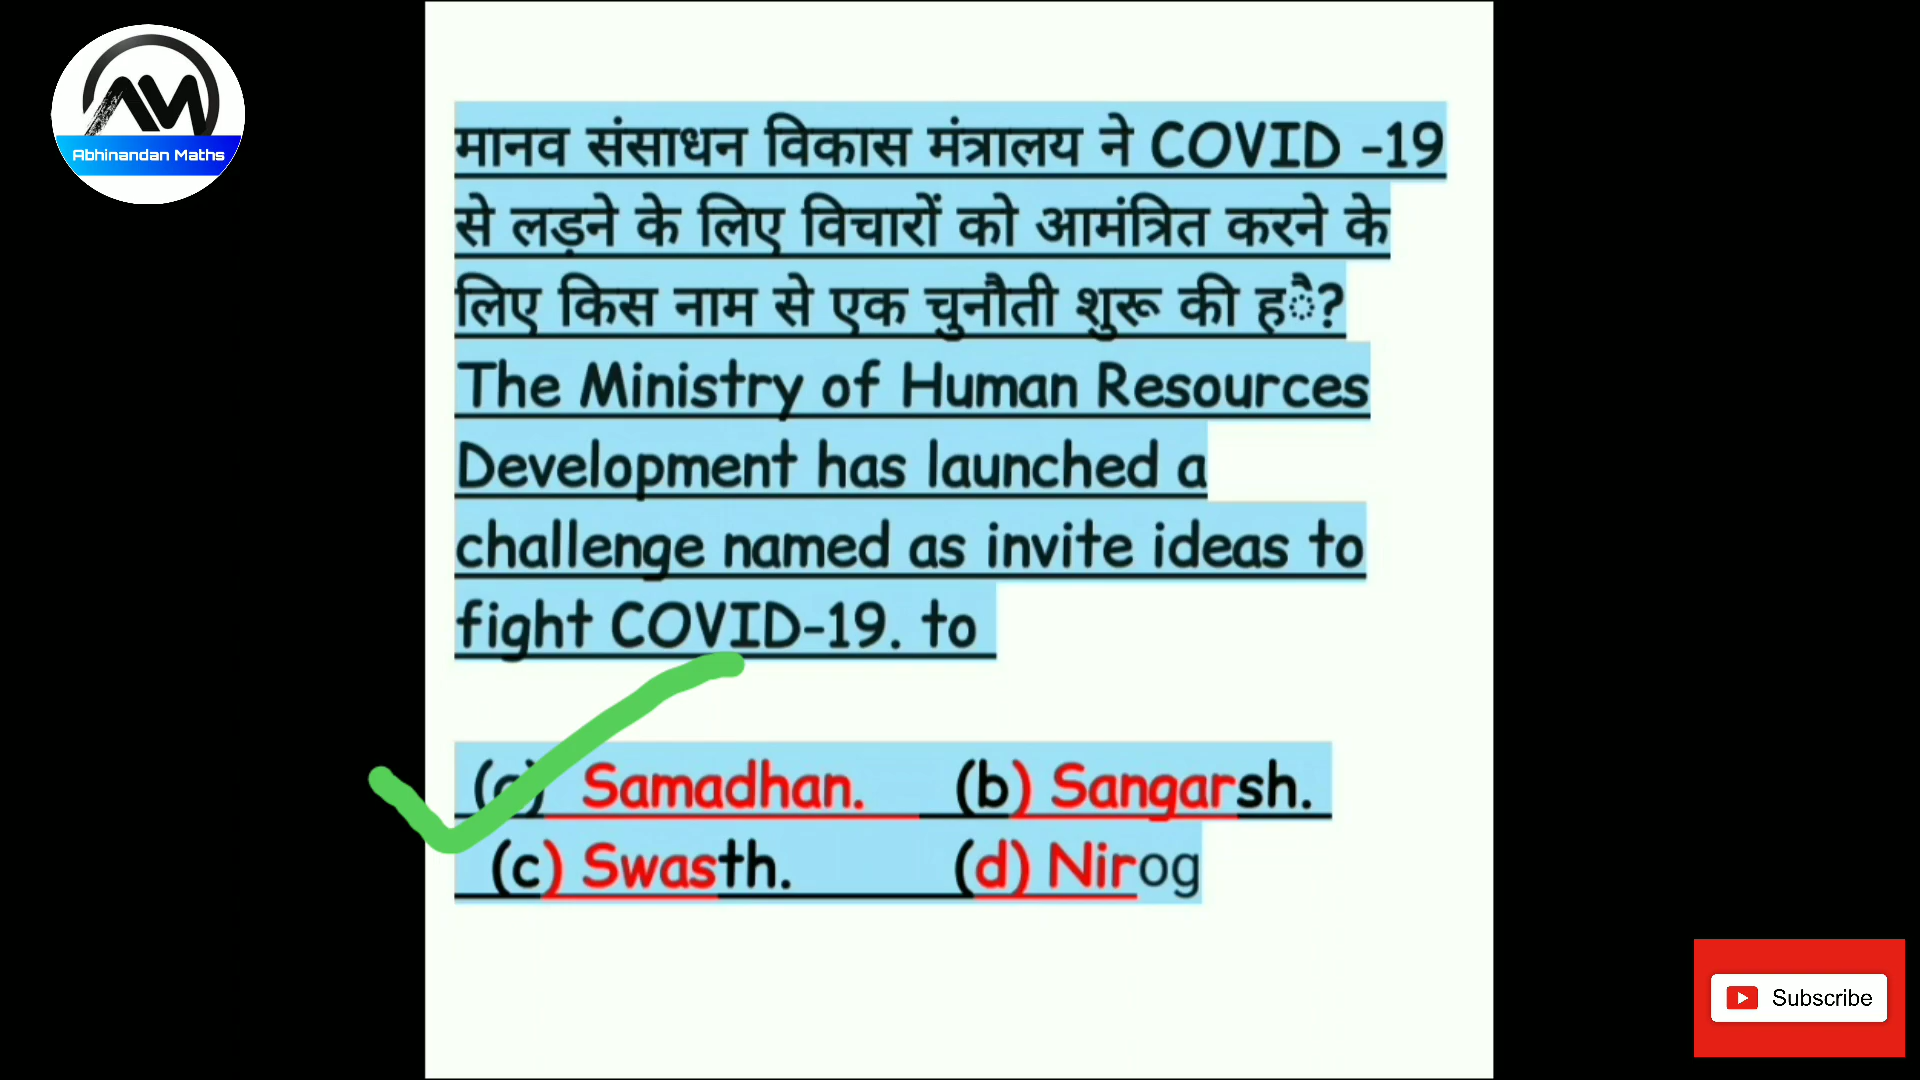 AM
Abhinandan Maths
मानव संसाधन विकास मंत्रालय ने COVID -19
से लड़ने के लिए विचारों को आमंत्रित करने के
लिए किस नाम से एक चुनौती शुरू की ह ै?
The Ministry of Human Resources
Development has launched a
challenge named as invite ideas to
fight COVID-19. to
(a) Samadhan. (b) Sangarsh.
(c) Swasth. (d) Nirog
Subscribe